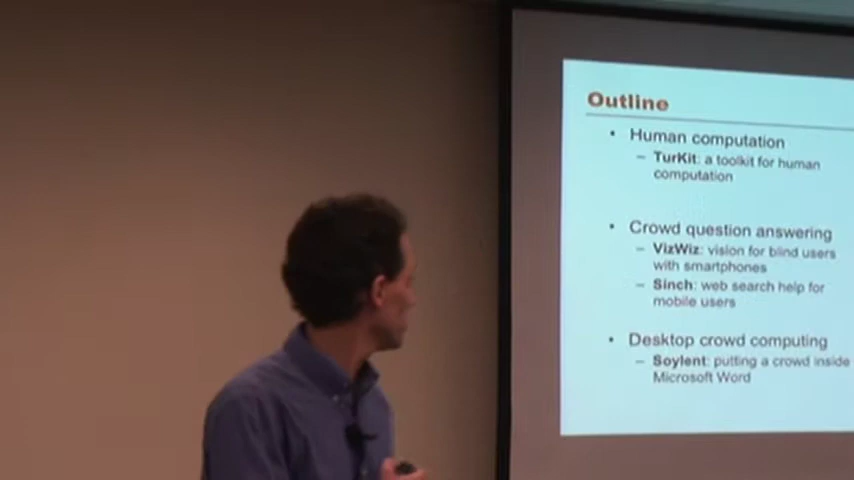 Outline
• Human computation
– TurKit: a toolkit for human
computation
• Crowd question answering
– VizWiz: vision for blind users
with smartphones
– Sinch: web search help for
mobile users
• Desktop crowd computing
– Soylent: putting a crowd inside
Microsoft Word